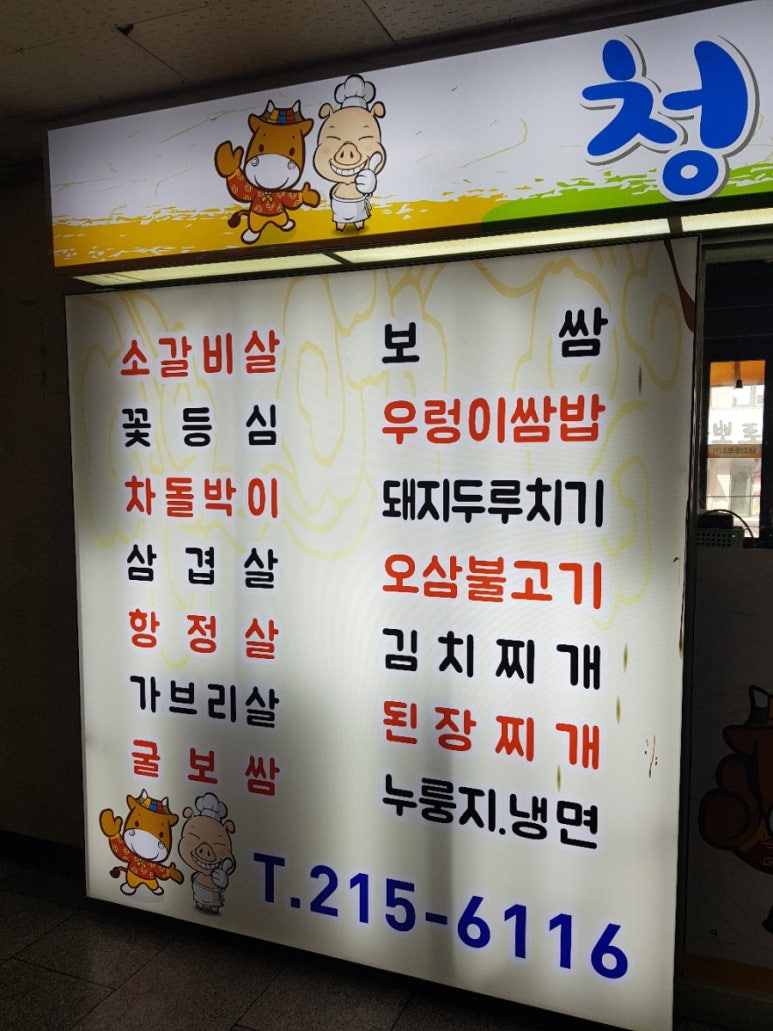 청
소갈비살
꽃등심
차돌박이
삼겹살
항정살
가브리살
굴보쌈
보쌈
우렁이쌈밥
돼지두루치기
오삼불고기
김치찌개
된장찌개
누룽지.냉면
T.215-6116